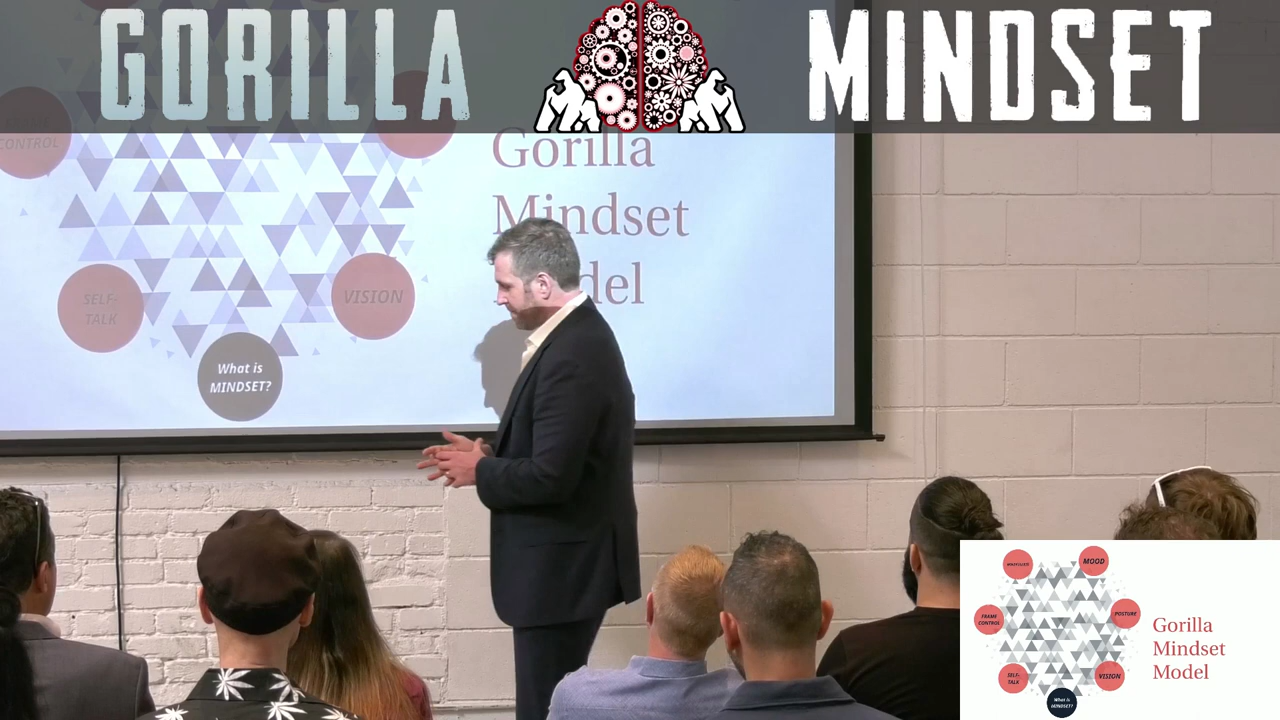 GORILLA MINDSET
CONTROL
SELF-
TALK
VISION
What is
MINDSET?
Gorilla
Mindset
del
MOOD
FRAME
CONTROL
POSTURE
SELF-
TALK
VISION
What is
MINDSET?
Gorilla
Mindset
Model